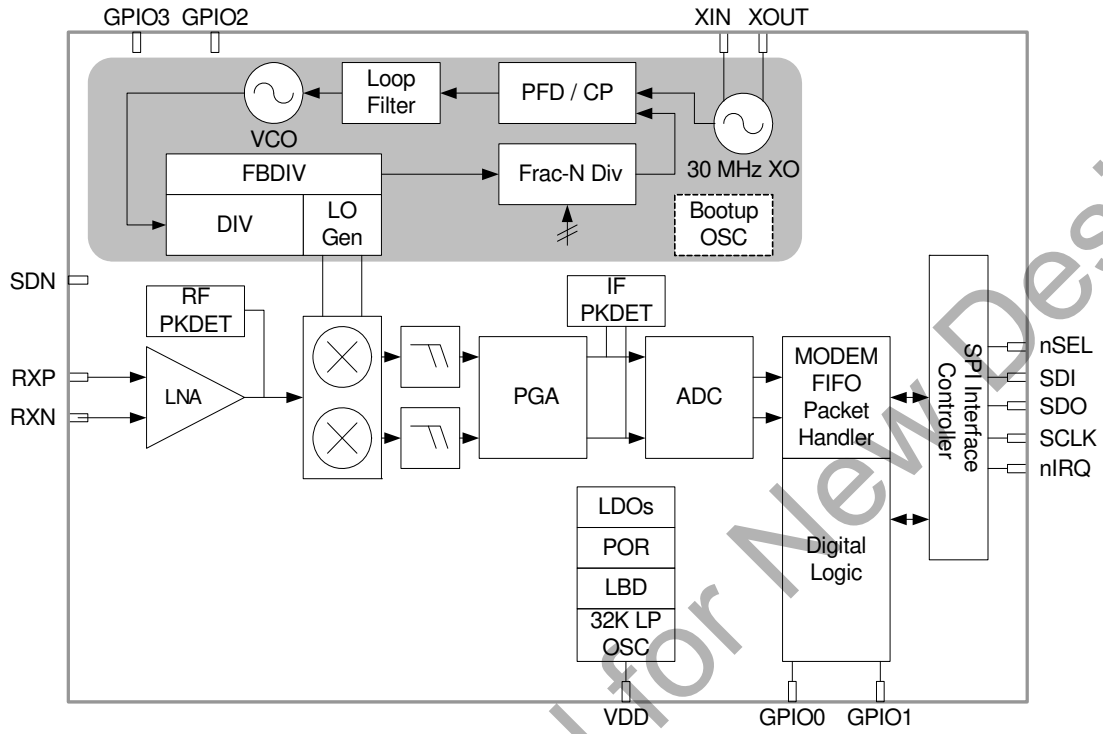 GPIO3 GPIO2
XIN XOUT
Loop
Filter
PFD / CP
VCO
30 MHz XO
FBDIV
Frac-N Div
DIV
LO
Gen
Bootup
OSC
SDN
RF
PKDET
IF
PKDET
RXP
RXN
LNA
PGA
ADC
MODEM
FIFO
Packet
Handler
SPI Interface
Controller
nSEL
SDI
SDO
SCLK
nIRQ
LDOs
POR
LBD
32K LP
OSC
Digital
Logic
VDD
GPIO0 GPIO1
for New